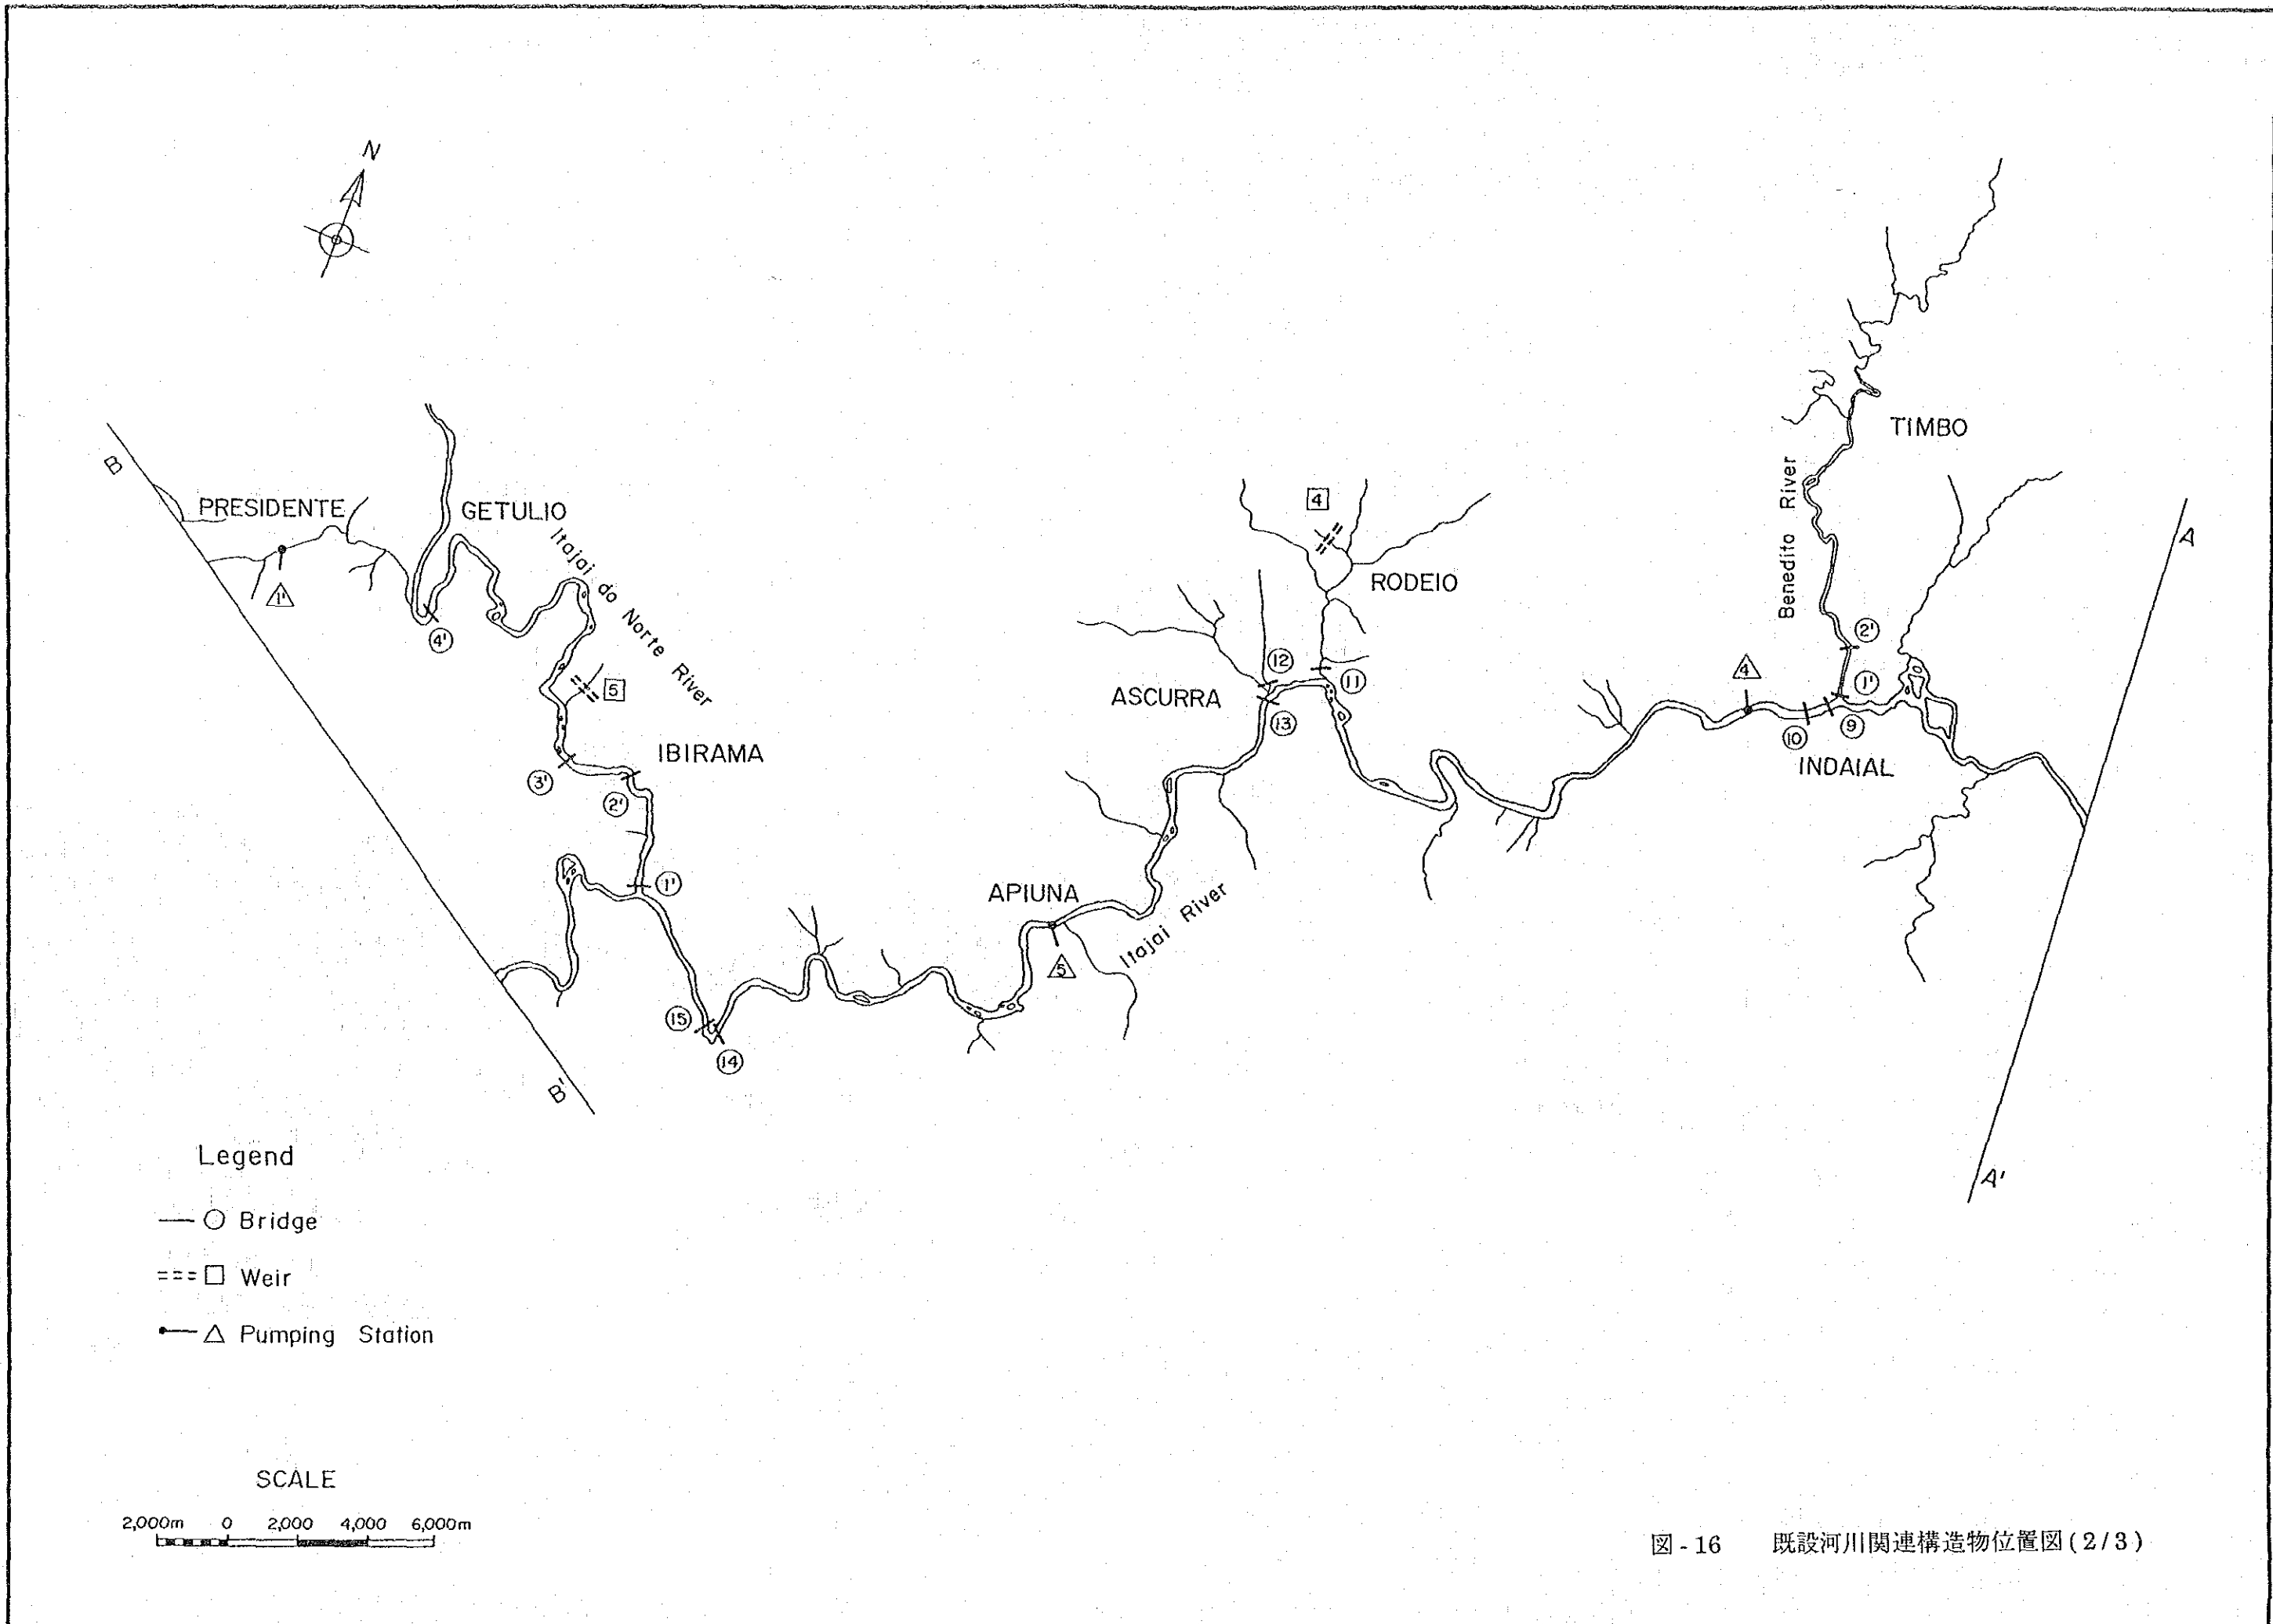 N
TIMBO
Benedito River
B
PRESIDENTE
GETULIO
Itajai do Norte River
4
A
1'
RODEIO
4'
2'
5
12
11
4
1'
ASCURRA
13
10
9
IBIRAMA
INDAIAL
3'
2'
1'
APIUNA
Itajai River
5
15
14
B'
A'
Legend
Bridge
Weir
Pumping Station
SCALE
2,000m 0 2,000 4,000 6,000m
図-16 既設河川関連構造物位置図(2/3)